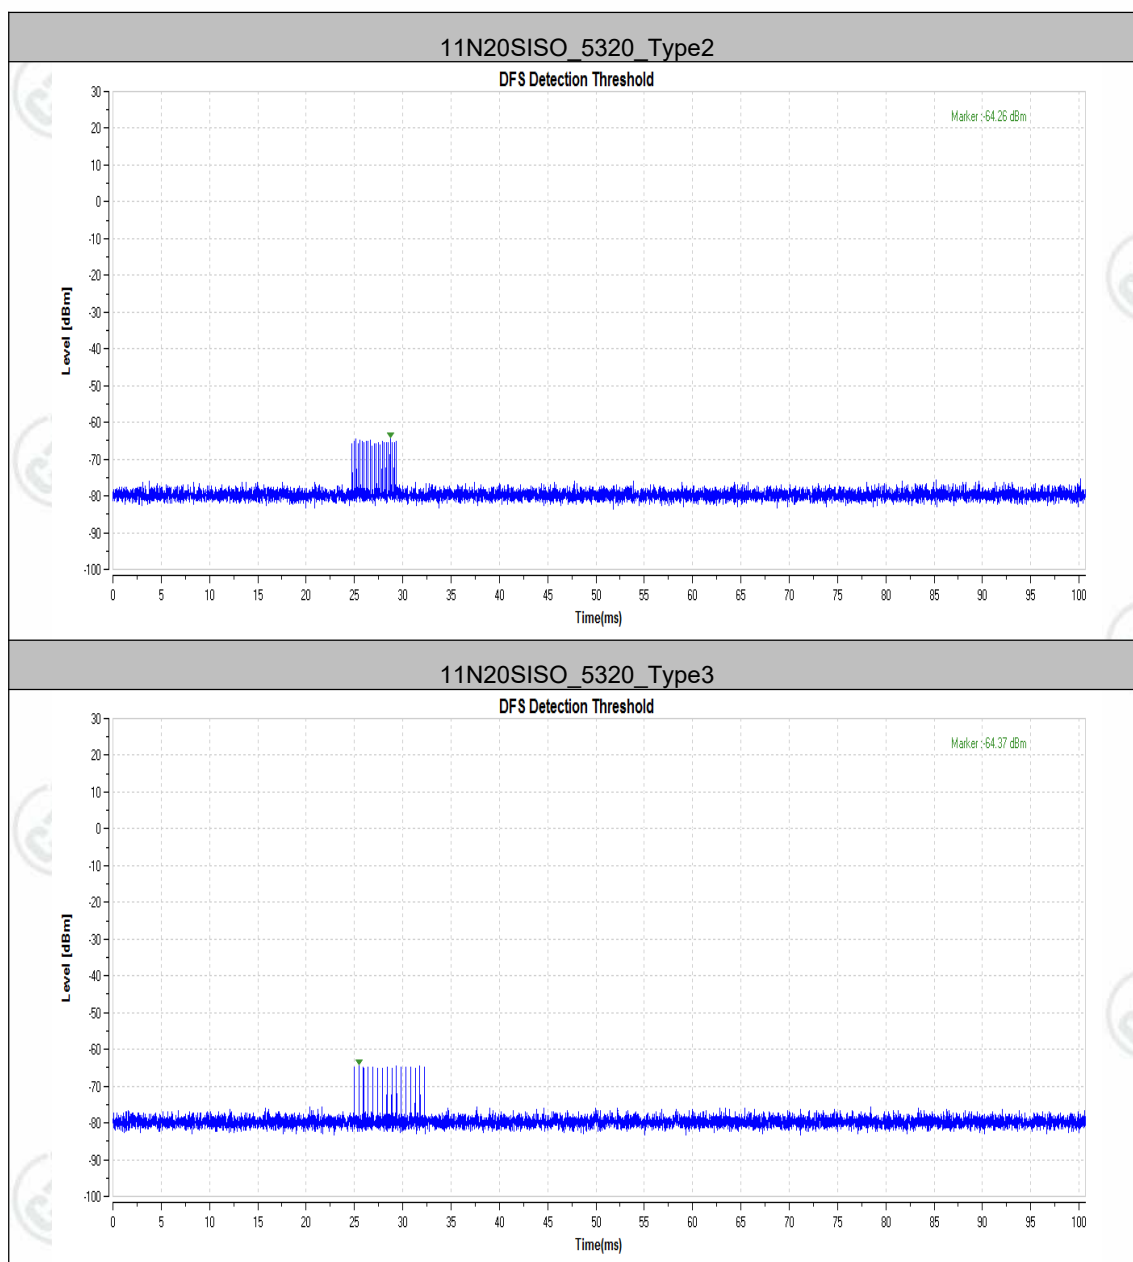 11N20SISO_5320_Type2
DFS Detection Threshold
Marker :-64.26 dBm
30
20
10
0
-10
-20
-30
-40
-50
-60
-70
-80
-90
-100
Level [dBm]
0 5 10 15 20 25 30 35 40 45 50 55 60 65 70 75 80 85 90 95 100
Time(ms)
11N20SISO_5320_Type3
DFS Detection Threshold
Marker :-64.37 dBm
30
20
10
0
-10
-20
-30
-40
-50
-60
-70
-80
-90
-100
Level [dBm]
0 5 10 15 20 25 30 35 40 45 50 55 60 65 70 75 80 85 90 95 100
Time(ms)